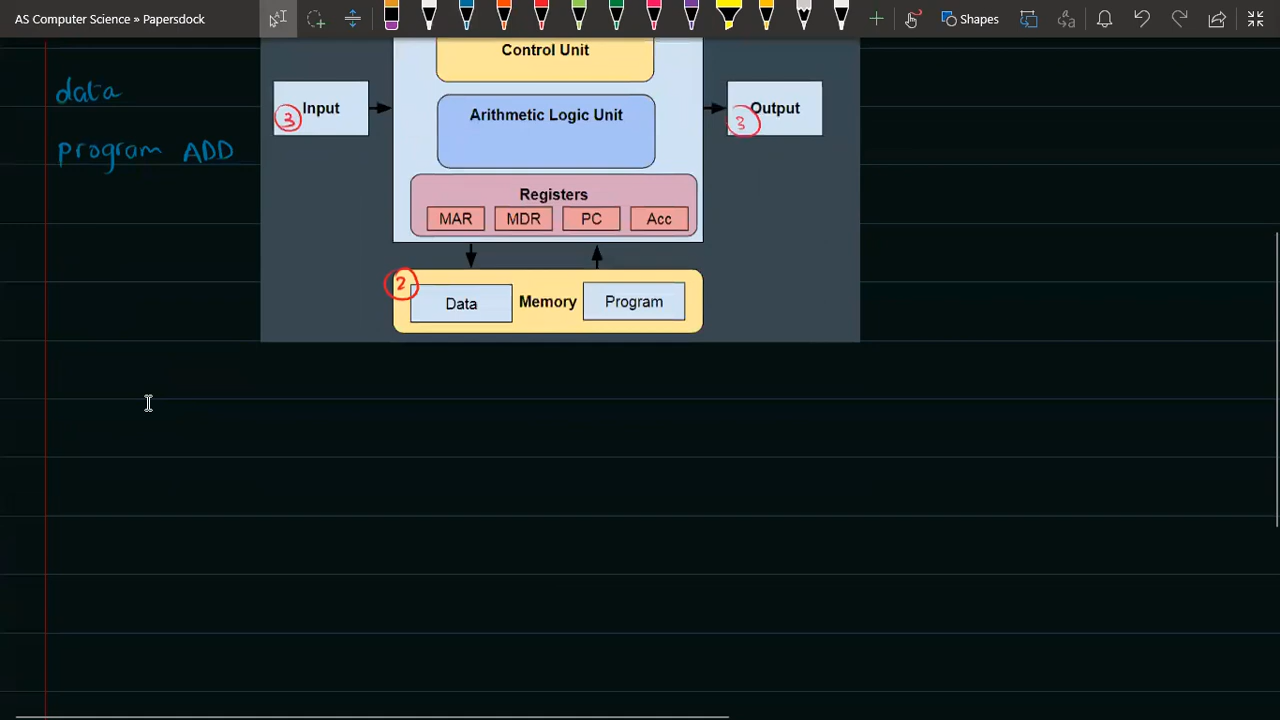 AS Computer Science » Papersdock
Shapes
Control Unit
data
Input
3
Arithmetic Logic Unit
Output
3
program ADD
Registers
MAR MDR PC Acc
2
Data Memory Program